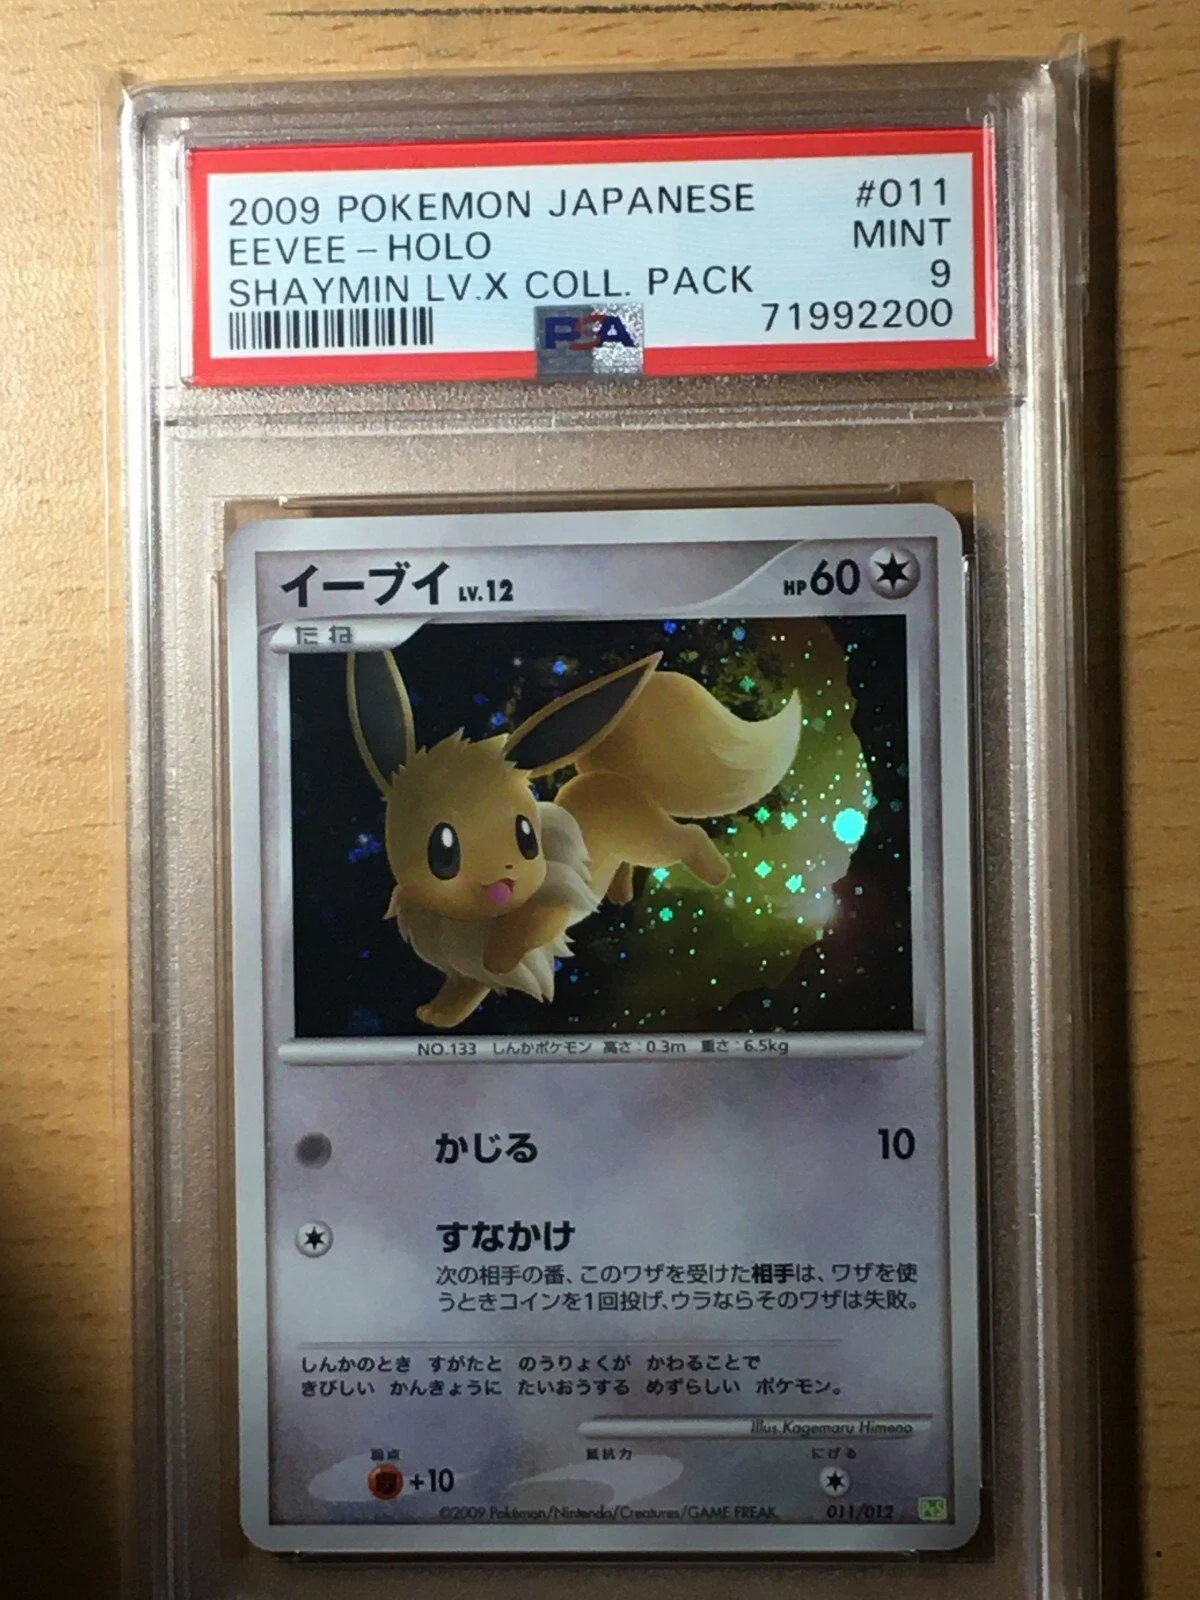 2009 POKEMON JAPANESE #011
EEVEE-HOLO MINT
SHAYMIN LV.X COLL. PACK 9
PSA 71992200
イーブイ LV.12 HP60
たね
NO.133 しんかポケモン 高さ:0.3m 重さ:6.5kg
かじる 10
すなかけ
次の相手の番、このワザを受けた相手は、ワザを使
うときコインを1回投げ、ウラならそのワザは失敗。
しんかのとき すがたと のうりょくが かわることで
きびしい かんきょうに たいおうする めずらしい ポケモン。
Illus.Kagemaru Himeno
弱点 抵抗力 にげる
+10
©2009 Pokémon/Nintendo/Creatures/GAME FREAK 011/012